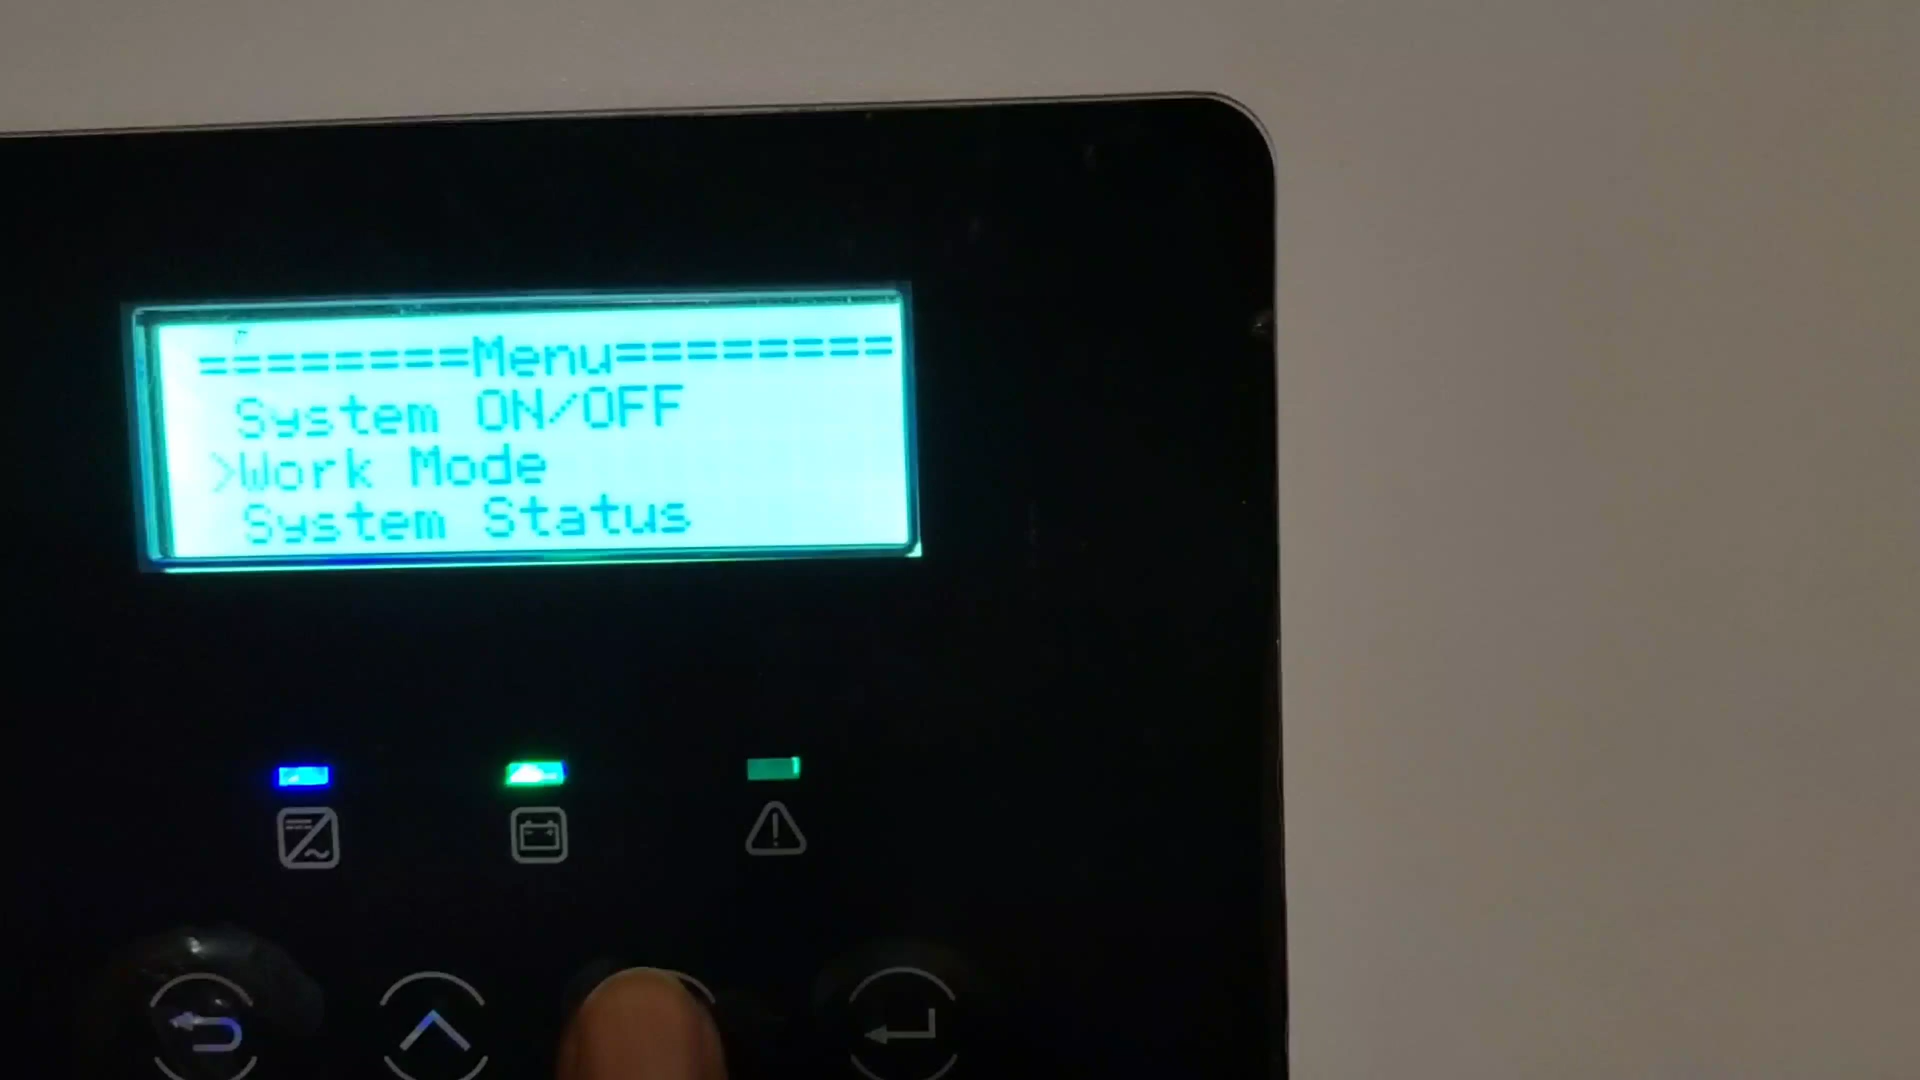 ========Menu========
System ON/OFF
>Work Mode
System Status